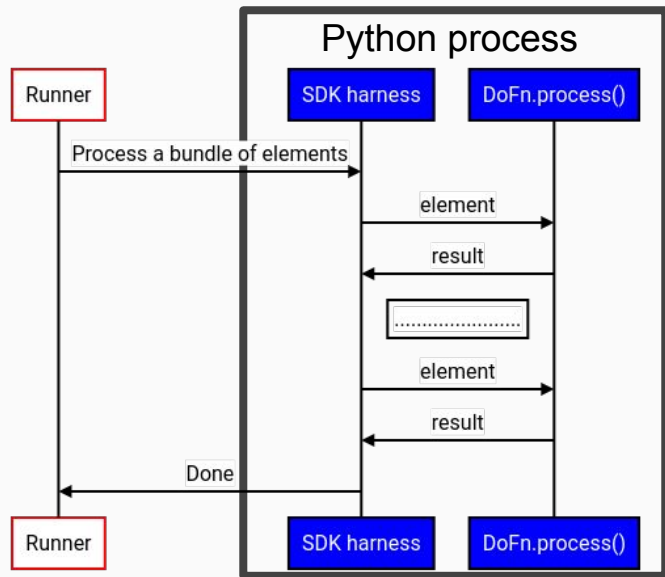 Python process
Runner
SDK harness
DoFn.process()
Process a bundle of elements
element
result
........................
element
result
Done
Runner
SDK harness
DoFn.process()